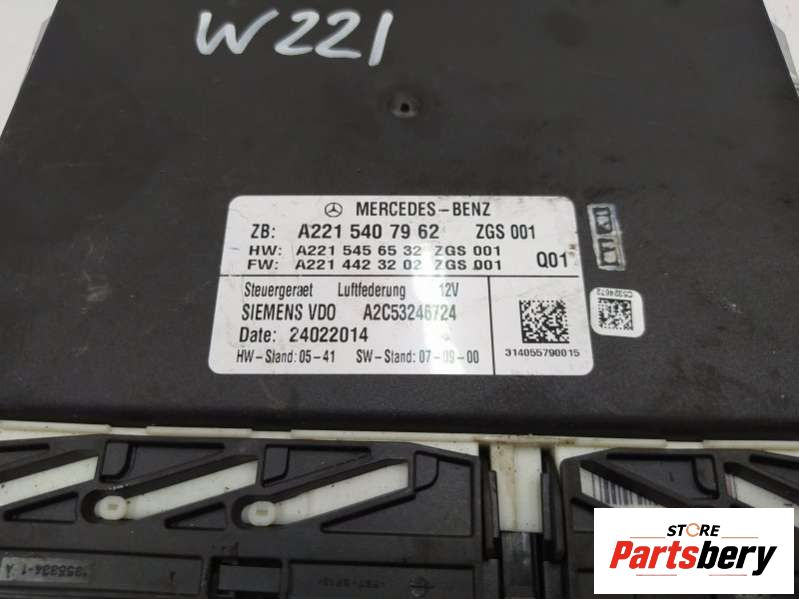 W221
MERCEDES-BENZ
ZB: A221 540 79 62 ZGS 001
HW: A221 545 65 32 ZGS 001
FW: A221 442 32 02 ZGS 001 Q01
Steuergeraet Luftfederung 12V
SIEMENS VDO A2C53246724
Date: 24022014
HW-Stand: 05-41 SW-Stand: 07-09-00
314055790015
C5324672
STORE
Partsbery